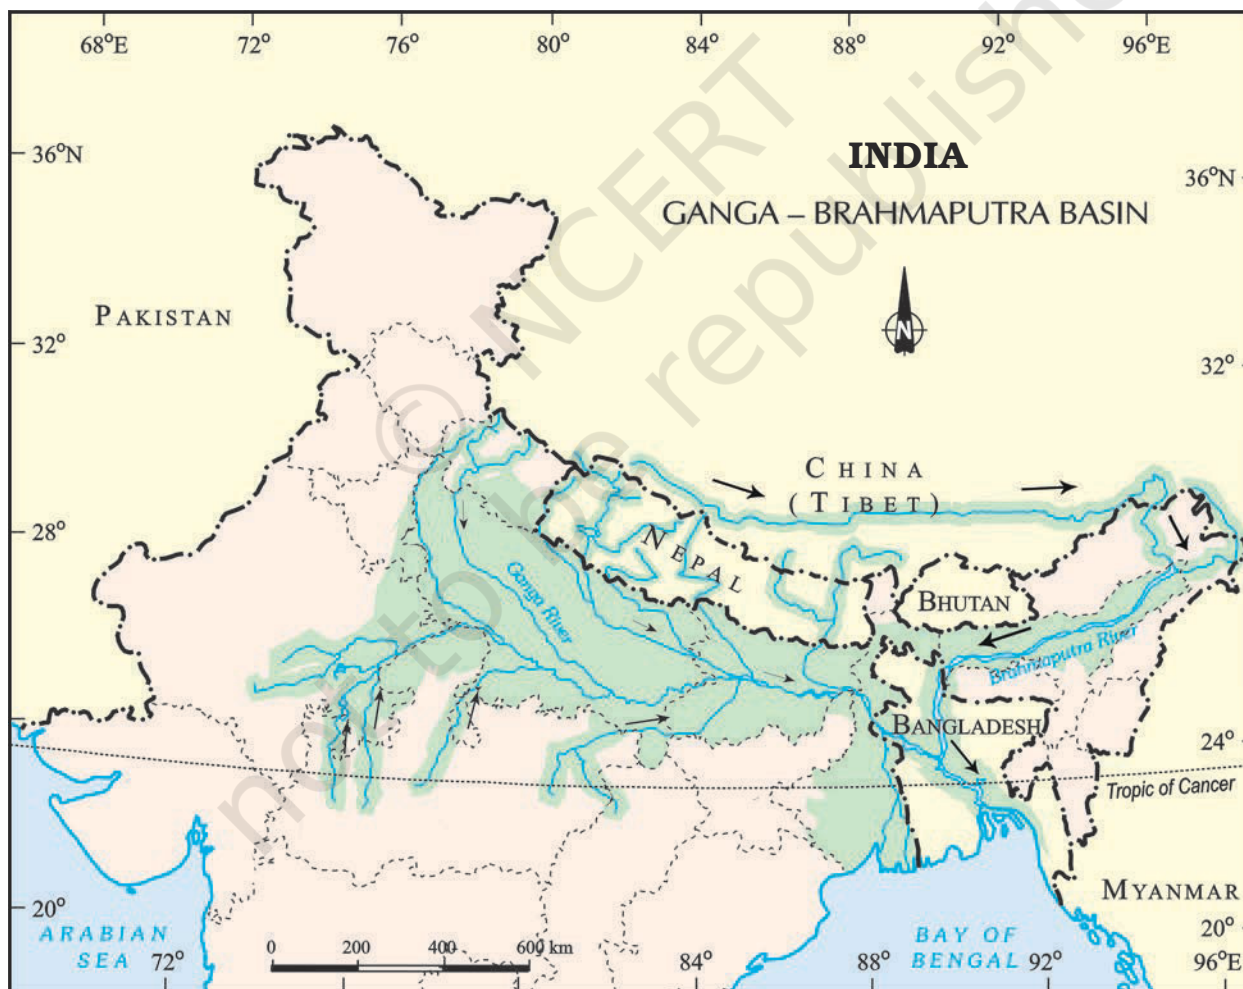 68°E 72° 76° 80° 84° 88° 92° 96°E
36°N
INDIA
36°N
GANGA – BRAHMAPUTRA BASIN
PAKISTAN
N
32°
32°
CHINA
(TIBET)
28°
NEPAL
Ganga River
BHUTAN
Brahmaputra River
BANGLADESH
24°
Tropic of Cancer
MYANMAR
20°
20°
ARABIAN
SEA
BAY OF
BENGAL
0 200 400 600 km
72° 84° 88° 92° 96°E
© NCERT
not to be republished